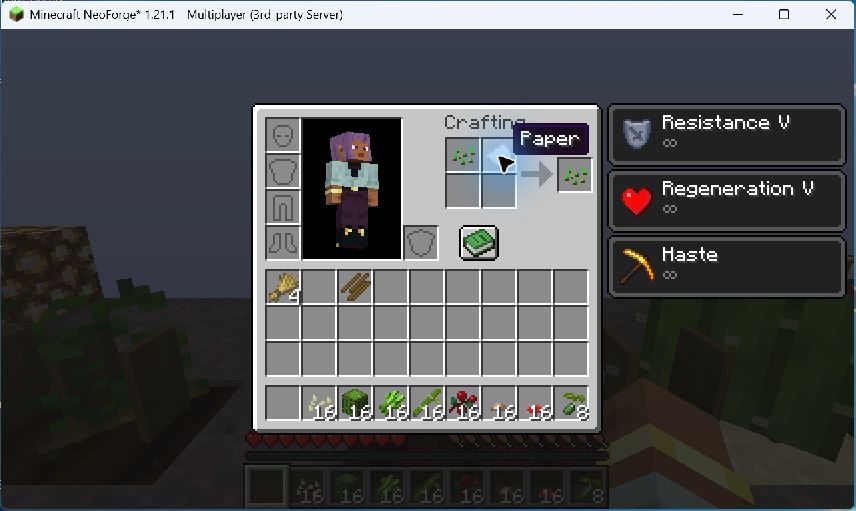 Minecraft NeoForge* 1.21.1 - Multiplayer (3rd-party Server)
Crafting
Paper
Resistance V
∞
Regeneration V
∞
Haste
∞
4
16 16 16 16 16 16 16 8
16 16 16 16 16 16 16 8